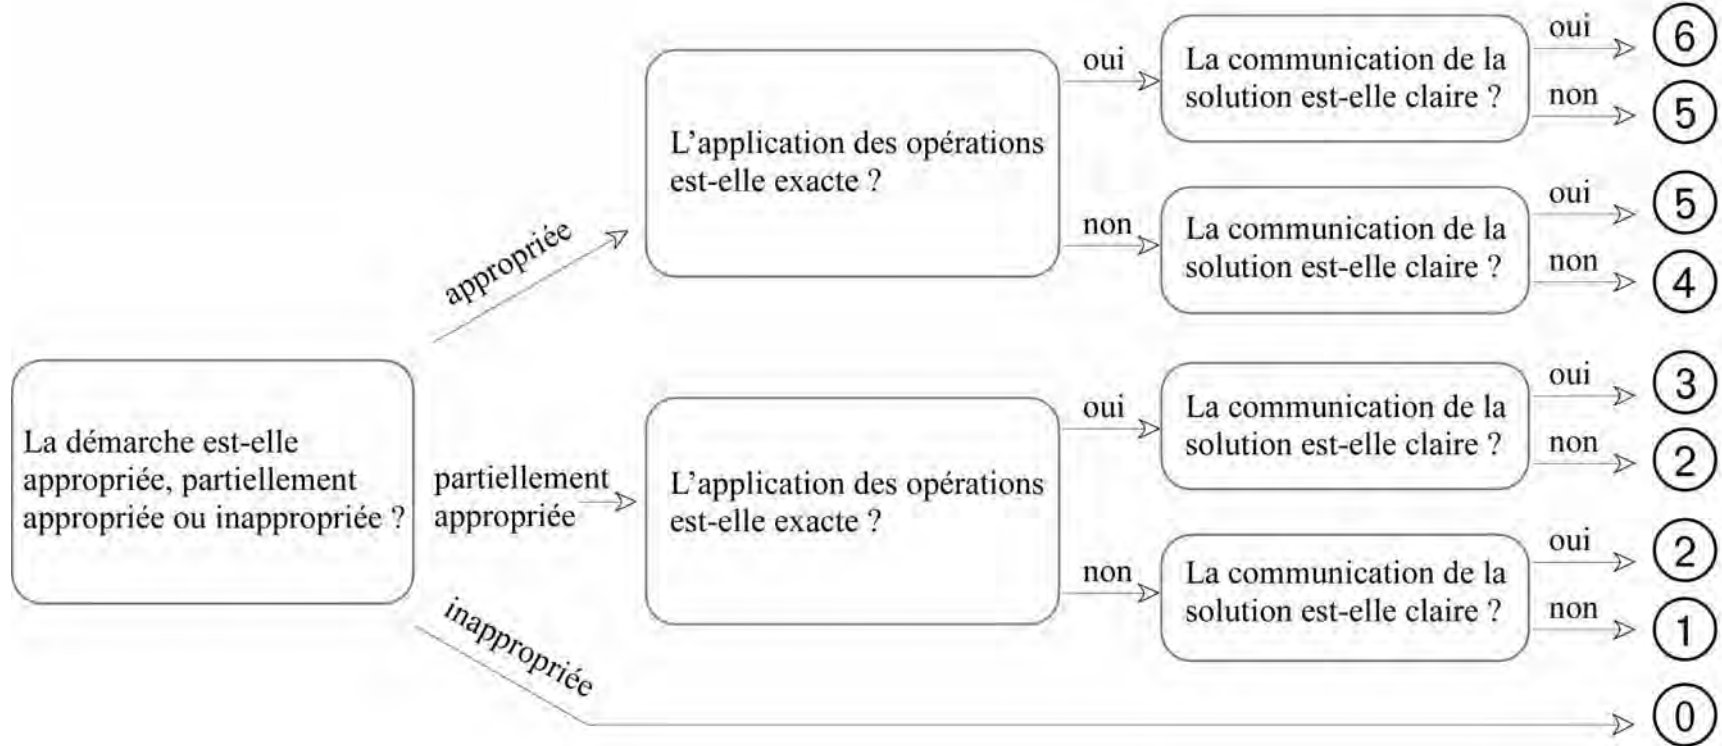 La démarche est-elle
appropriée, partiellement
appropriée ou inappropriée ?
appropriée
L'application des opérations
est-elle exacte ?
oui
La communication de la
solution est-elle claire ?
oui
6
non
5
non
La communication de la
solution est-elle claire ?
oui
5
non
4
partiellement
appropriée
L'application des opérations
est-elle exacte ?
oui
La communication de la
solution est-elle claire ?
oui
3
non
2
non
La communication de la
solution est-elle claire ?
oui
2
non
1
inappropriée
0